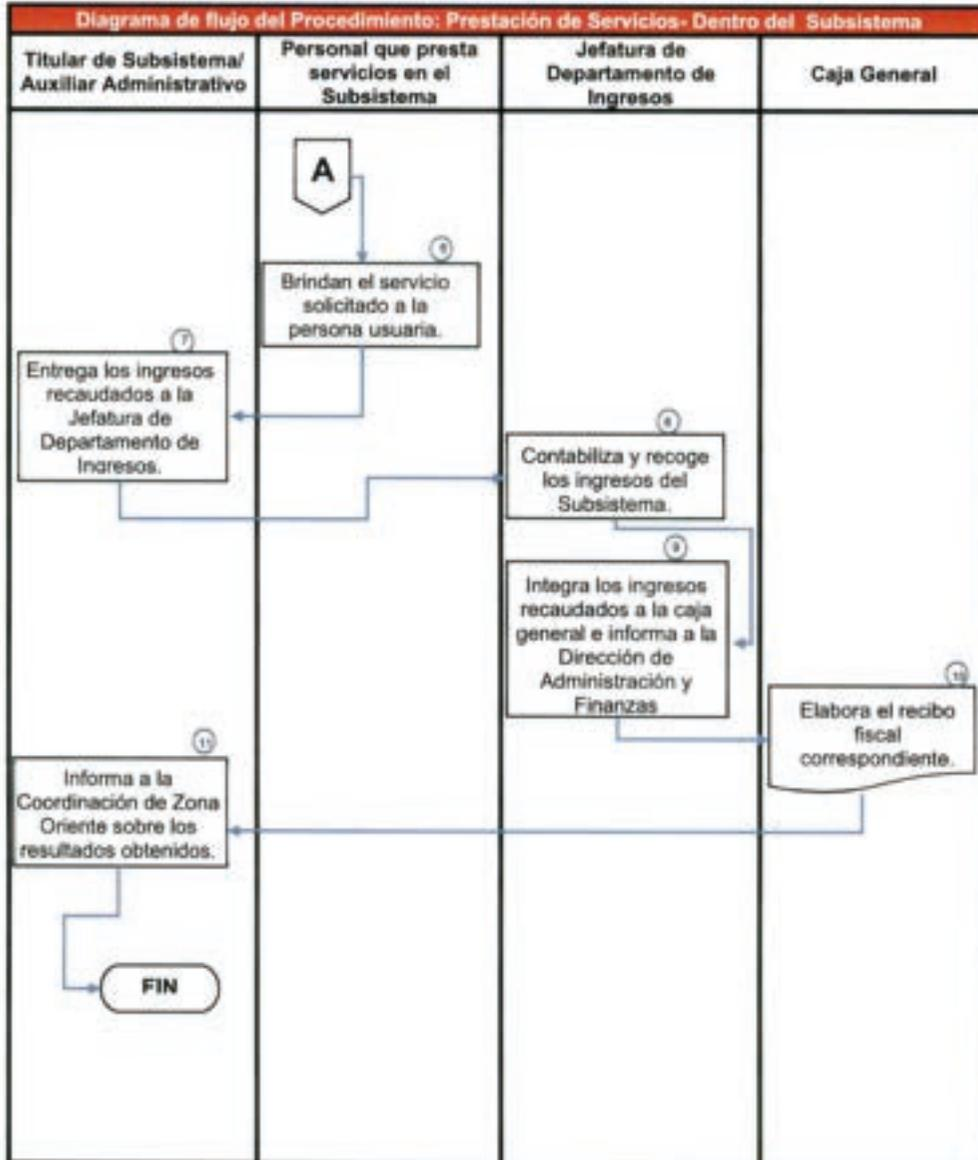 Diagrama de flujo del Procedimiento: Prestación de Servicios- Dentro del Subsistema
Titular de Subsistema/
Auxiliar Administrativo
Personal que presta
servicios en el
Subsistema
Jefatura de
Departamento de
Ingresos
Caja General
A
Brindan el servicio
solicitado a la
persona usuaria.
7
Entrega los ingresos
recaudados a la
Jefatura de
Departamento de
Ingresos.
Contabiliza y recoge
los ingresos del
Subsistema.
9
Integra los ingresos
recaudados a la caja
general e informa a la
Dirección de
Administración y
Finanzas
10
Elabora el recibo
fiscal
correspondiente.
11
Informa a la
Coordinación de Zona
Oriente sobre los
resultados obtenidos.
FIN